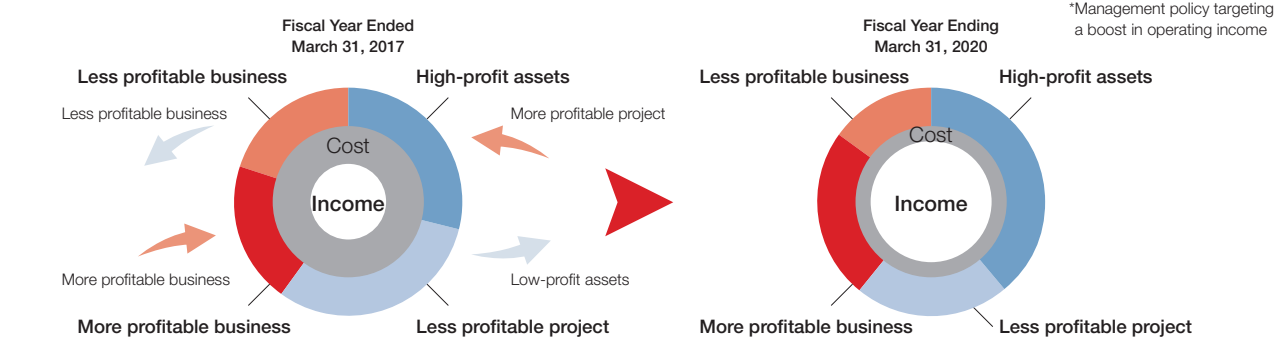 *Management policy targeting
a boost in operating income
Fiscal Year Ended
March 31, 2017
Less profitable business
High-profit assets
Less profitable business
More profitable project
Cost
Income
More profitable business
Low-profit assets
More profitable business
Less profitable project
Fiscal Year Ending
March 31, 2020
Less profitable business
High-profit assets
Cost
Income
More profitable business
Less profitable project